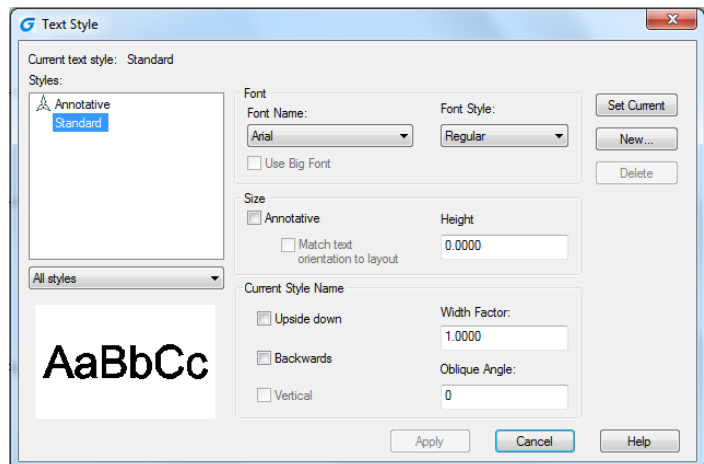 Text Style
Current text style: Standard
Styles:
Annotative
Standard
All styles
AaBbCc
Font
Font Name:
Font Style:
Arial
Regular
Use Big Font
Size
Annotative
Height
Match text
orientation to layout
0.0000
Current Style Name
Upside down
Width Factor:
1.0000
Backwards
Oblique Angle:
Vertical
0
Set Current
New...
Delete
Apply
Cancel
Help